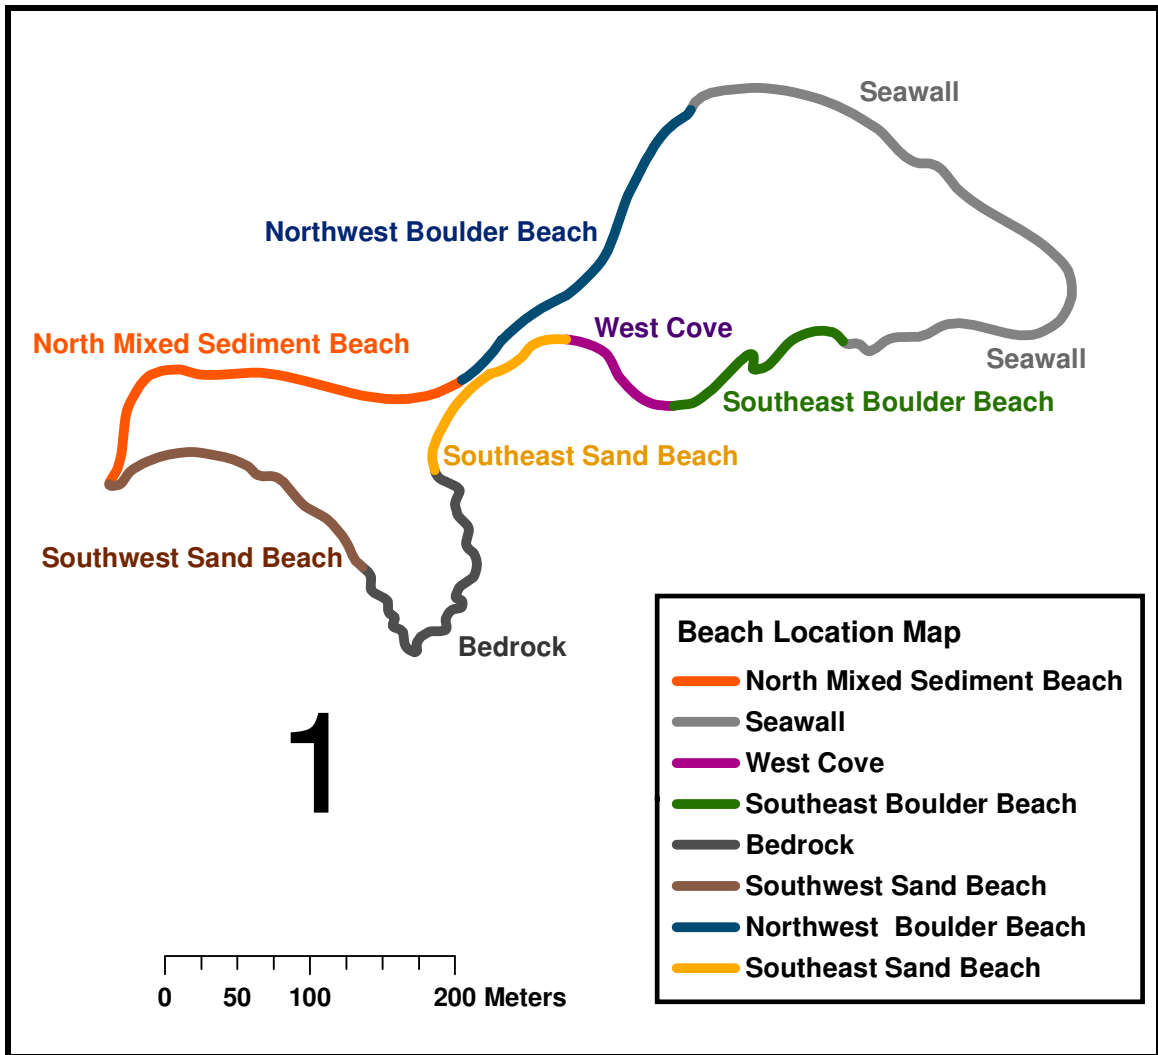 Seawall
Northwest Boulder Beach
West Cove
North Mixed Sediment Beach
Seawall
Southeast Boulder Beach
Southeast Sand Beach
Southwest Sand Beach
Bedrock
1
0 50 100 200 Meters
Beach Location Map
North Mixed Sediment Beach
Seawall
West Cove
Southeast Boulder Beach
Bedrock
Southwest Sand Beach
Northwest  Boulder Beach
Southeast Sand Beach